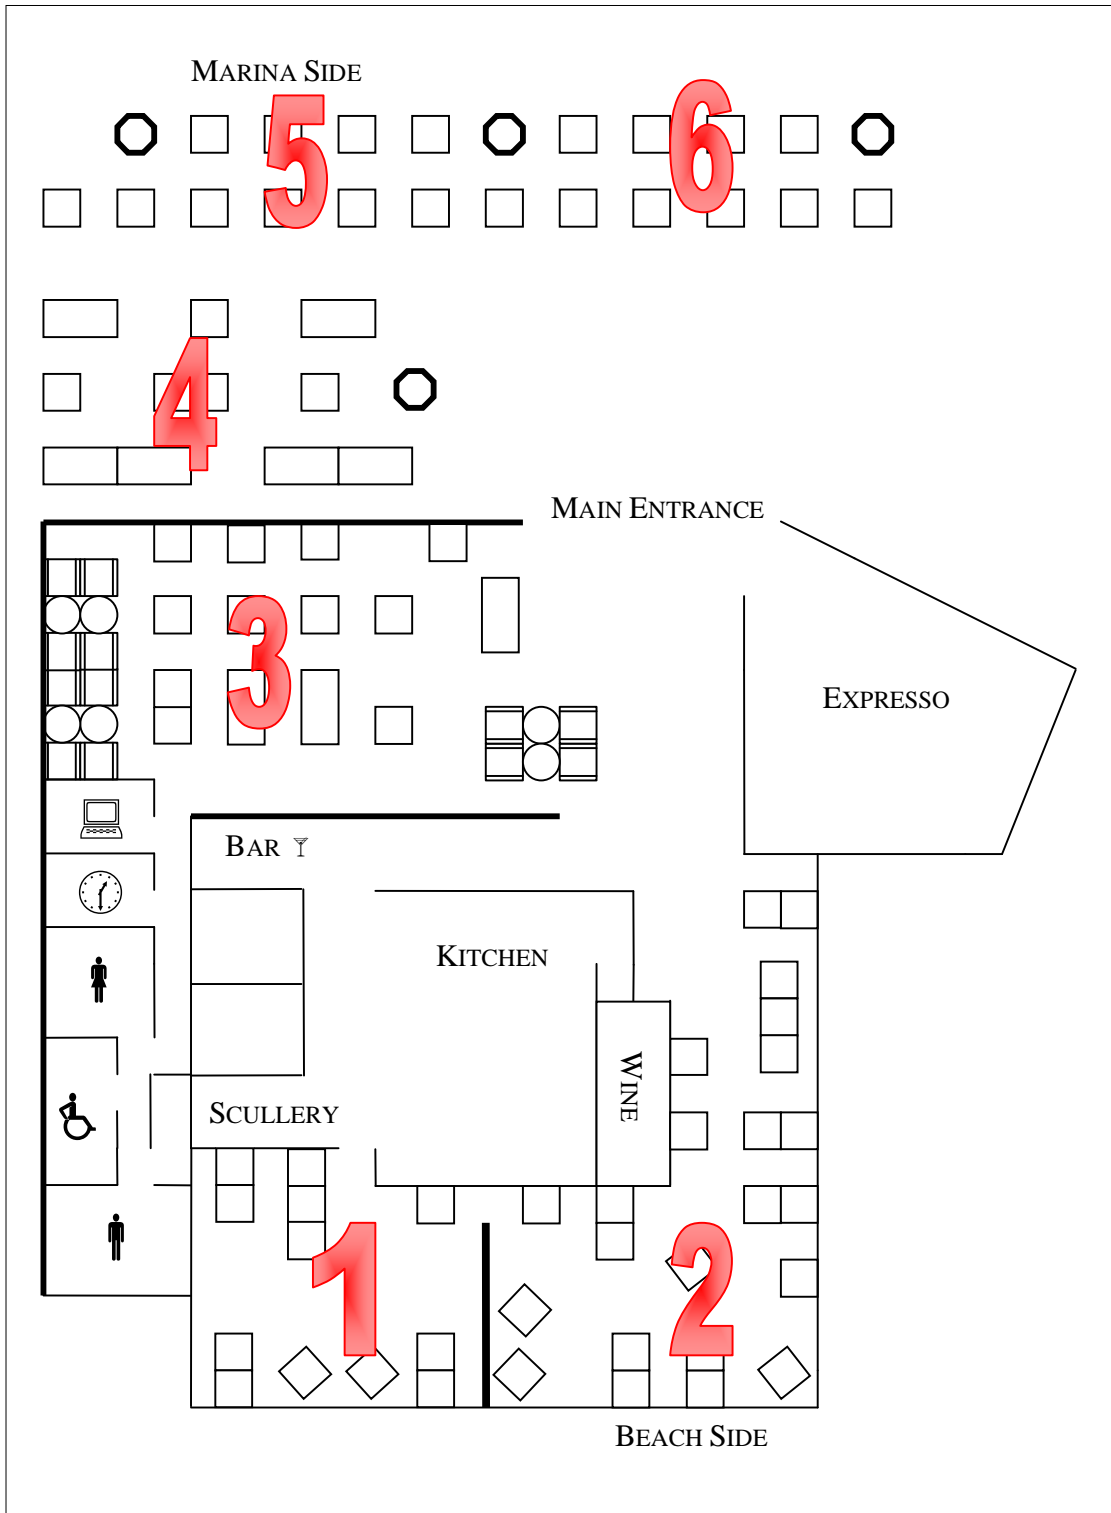 MARINA SIDE
5
6
4
MAIN ENTRANCE
3
EXPRESSO
BAR
KITCHEN
WINE
SCULLERY
1
2
BEACH SIDE